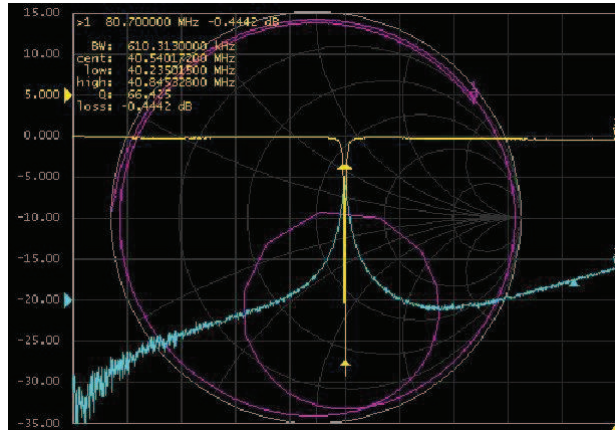 15.00
>1 80.700000 MHz -0.4442 dB
10.00
BW: 610.3130000 kHz
cent: 40.54017200 MHz
low: 40.23501500 MHz
5.000
high: 40.84532800 MHz
Q: 66.425
loss: -0.4442 dB
0.000
-5.000
-10.00
-15.00
-20.00
-25.00
-30.00
-35.00